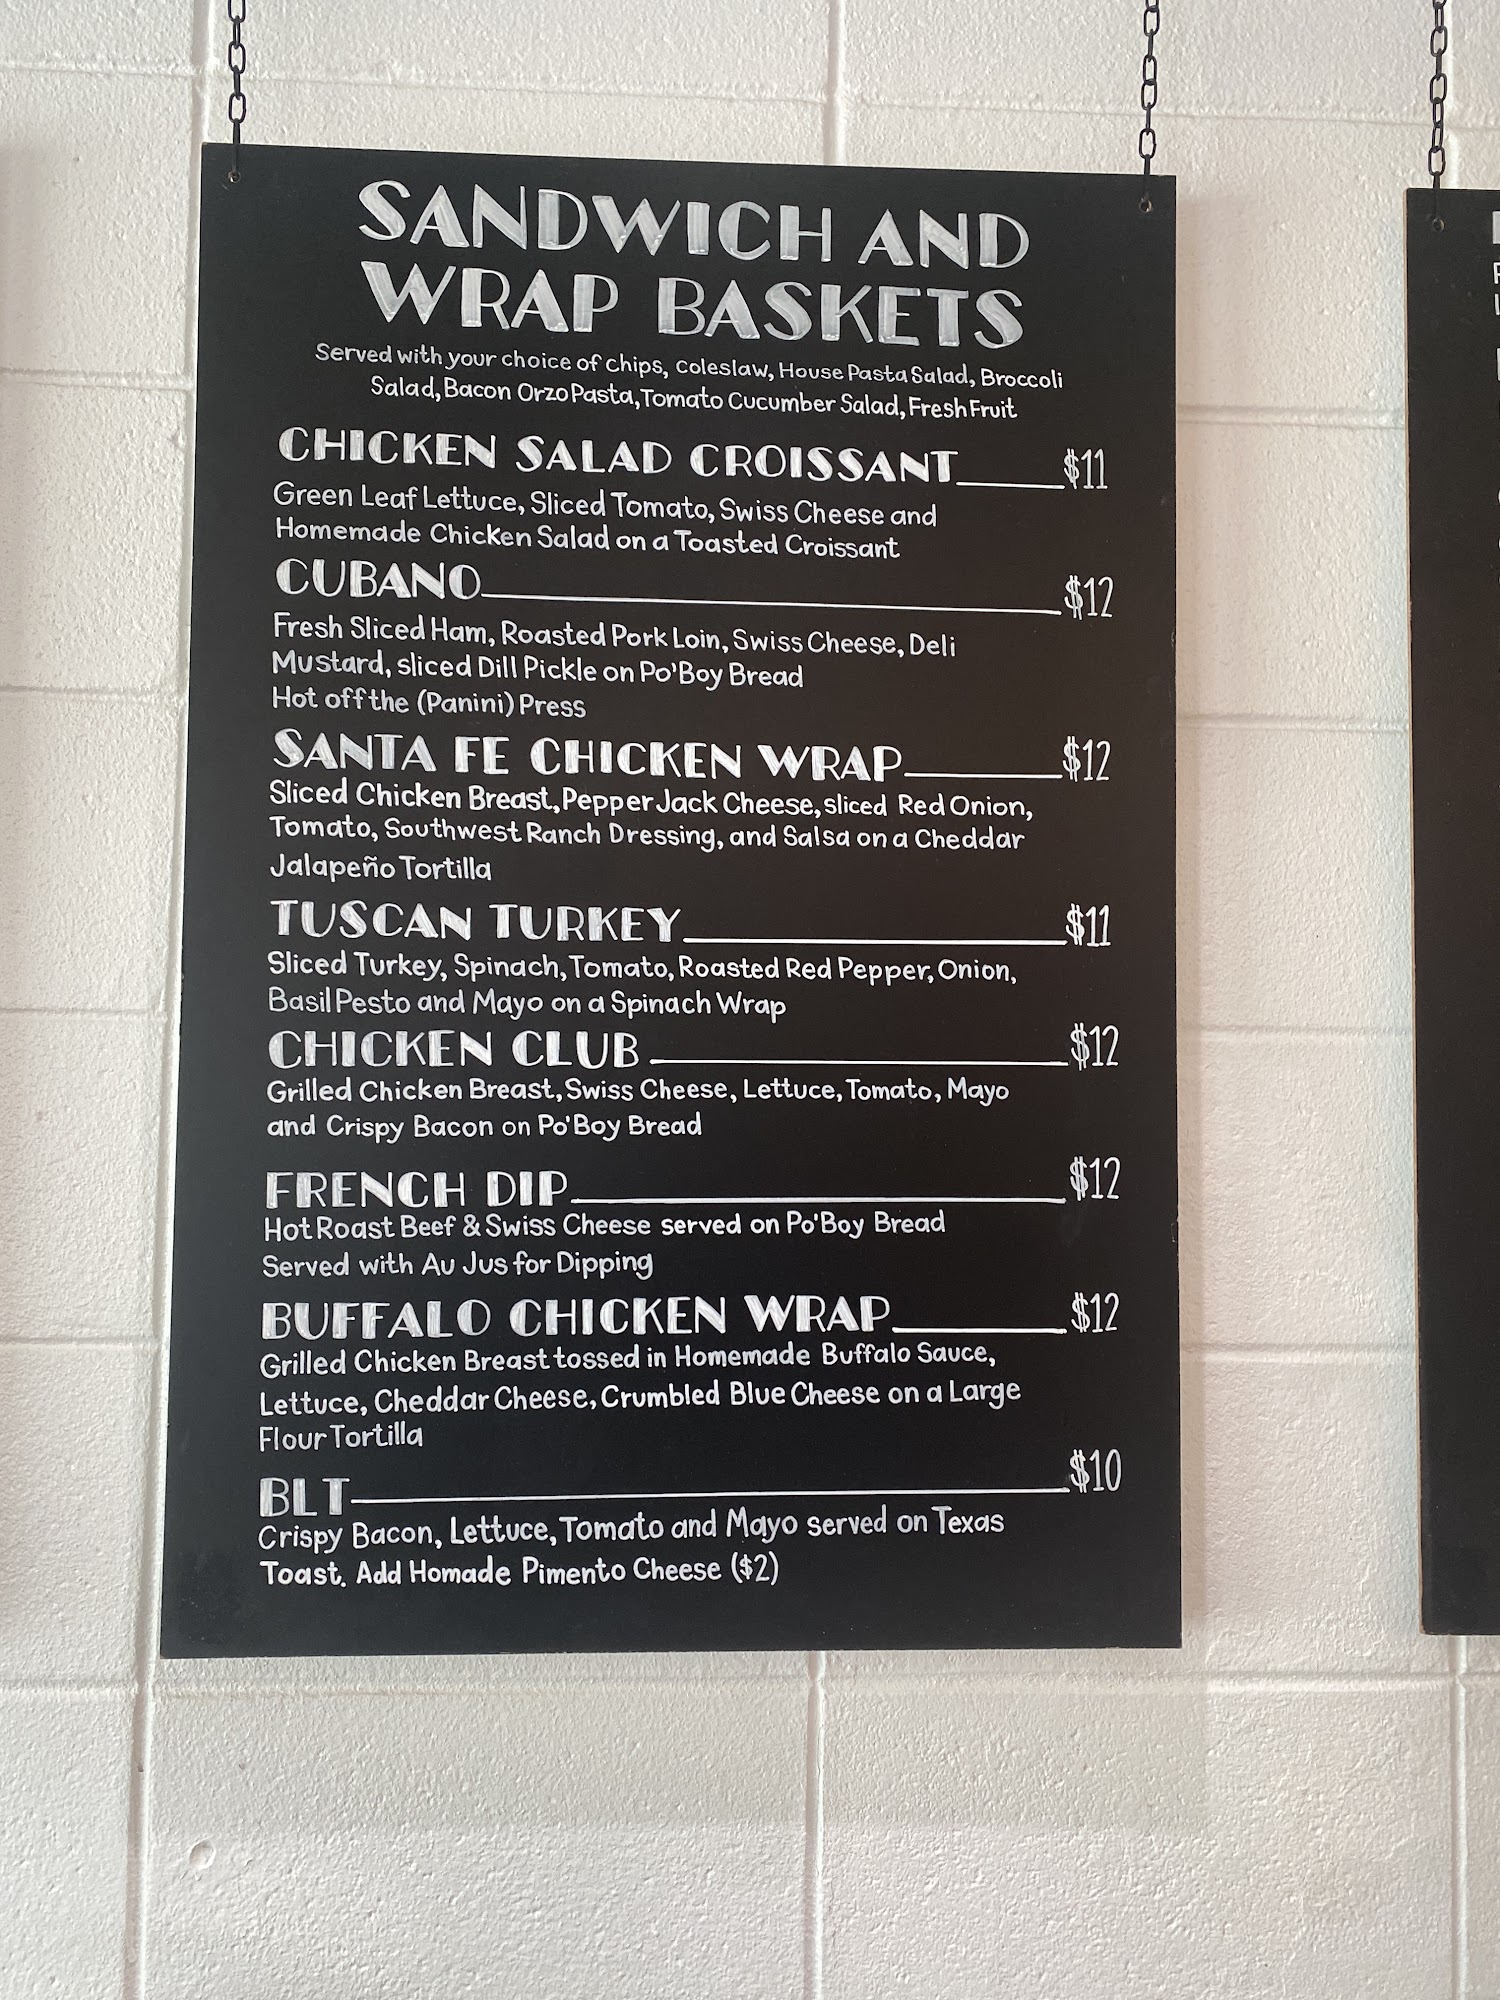 SANDWICH AND
WRAP BASKETS
Served with your choice of chips, coleslaw, House Pasta Salad, Broccoli
Salad, Bacon Orzo Pasta, Tomato Cucumber Salad, Fresh Fruit
CHICKEN SALAD CROISSANT $11
Green Leaf Lettuce, Sliced Tomato, Swiss Cheese and
Homemade Chicken Salad on a Toasted Croissant
CUBANO $12
Fresh Sliced Ham, Roasted Pork Loin, Swiss Cheese, Deli
Mustard, sliced Dill Pickle on Po'Boy Bread
Hot off the (Panini) Press
SANTA FE CHICKEN WRAP $12
Sliced Chicken Breast, Pepper Jack Cheese, sliced Red Onion,
Tomato, Southwest Ranch Dressing, and Salsa on a Cheddar
Jalapeño Tortilla
TUSCAN TURKEY $11
Sliced Turkey, Spinach, Tomato, Roasted Red Pepper, Onion,
Basil Pesto and Mayo on a Spinach Wrap
CHICKEN CLUB $12
Grilled Chicken Breast, Swiss Cheese, Lettuce, Tomato, Mayo
and Crispy Bacon on Po'Boy Bread
FRENCH DIP $12
Hot Roast Beef & Swiss Cheese served on Po'Boy Bread
Served with Au Jus for Dipping
BUFFALO CHICKEN WRAP $12
Grilled Chicken Breast tossed in Homemade Buffalo Sauce,
Lettuce, Cheddar Cheese, Crumbled Blue Cheese on a Large
Flour Tortilla
BLT $10
Crispy Bacon, Lettuce, Tomato and Mayo served on Texas
Toast. Add Homade Pimento Cheese ($2)